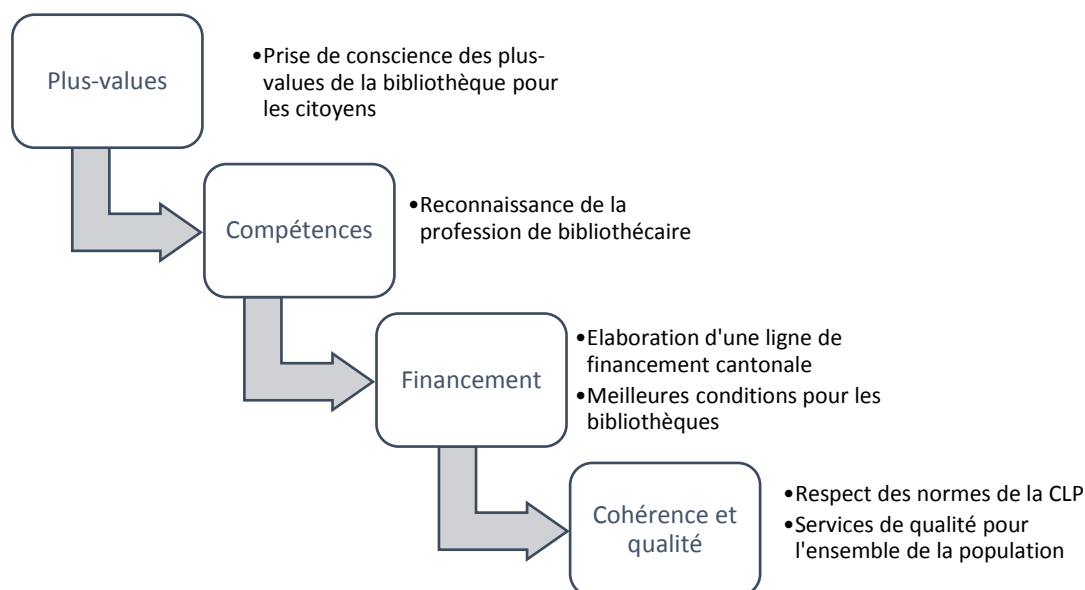 Plus-values
•Prise de conscience des plus-
values de la bibliothèque pour
les citoyens
Compétences
•Reconnaissance de la
profession de bibliothécaire
Financement
•Elaboration d'une ligne de
financement cantonale
•Meilleures conditions pour les
bibliothèques
Cohérence et
qualité
•Respect des normes de la CLP
•Services de qualité pour
l'ensemble de la population